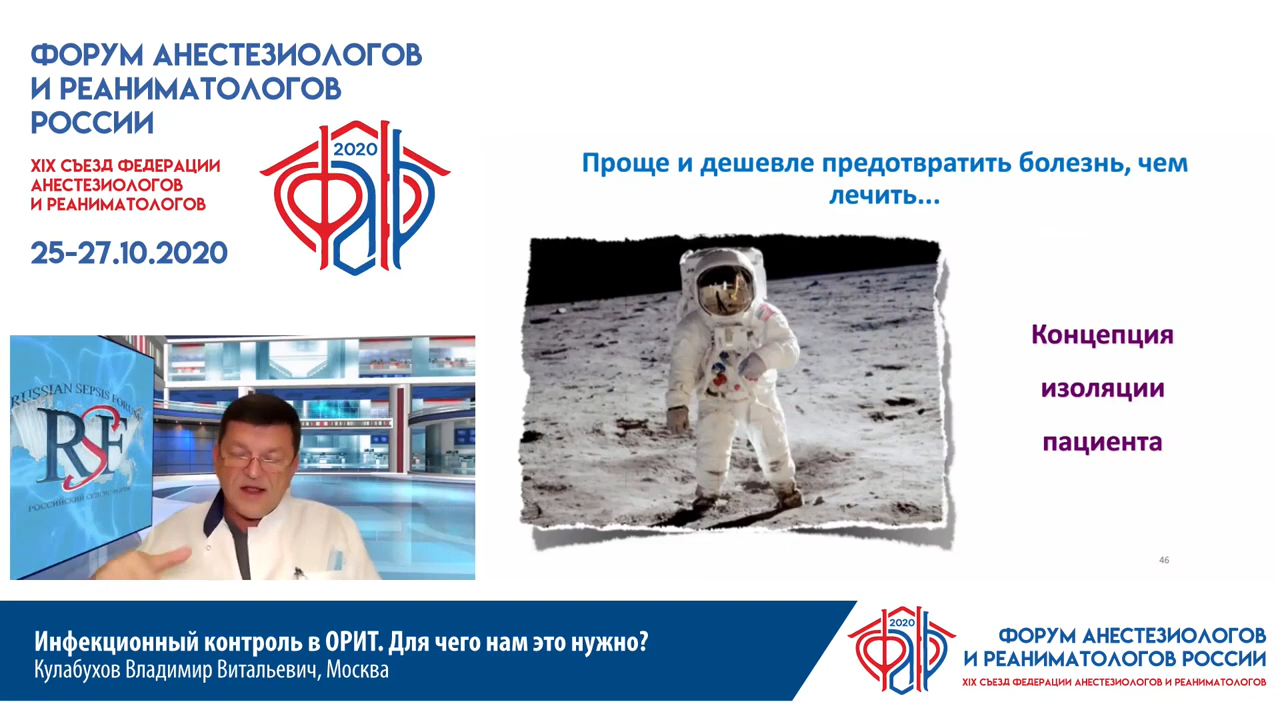 ФОРУМ АНЕСТЕЗИОЛОГОВ
И РЕАНИМАТОЛОГОВ
РОССИИ
XIX СЪЕЗД ФЕДЕРАЦИИ
АНЕСТЕЗИОЛОГОВ
И РЕАНИМАТОЛОГОВ
25-27.10.2020
2020
ФАР
Проще и дешевле предотвратить болезнь, чем
лечить...
Концепция
изоляции
пациента
46
RUSSIAN SEPSIS FORUM
RSF
Инфекционный контроль в ОРИТ. Для чего нам это нужно?
Кулабухов Владимир Витальевич, Москва
2020
ФАР
ФОРУМ АНЕСТЕЗИОЛОГОВ
И РЕАНИМАТОЛОГОВ РОССИИ
XIX СЪЕЗД ФЕДЕРАЦИИ АНЕСТЕЗИОЛОГОВ И РЕАНИМАТОЛОГОВ